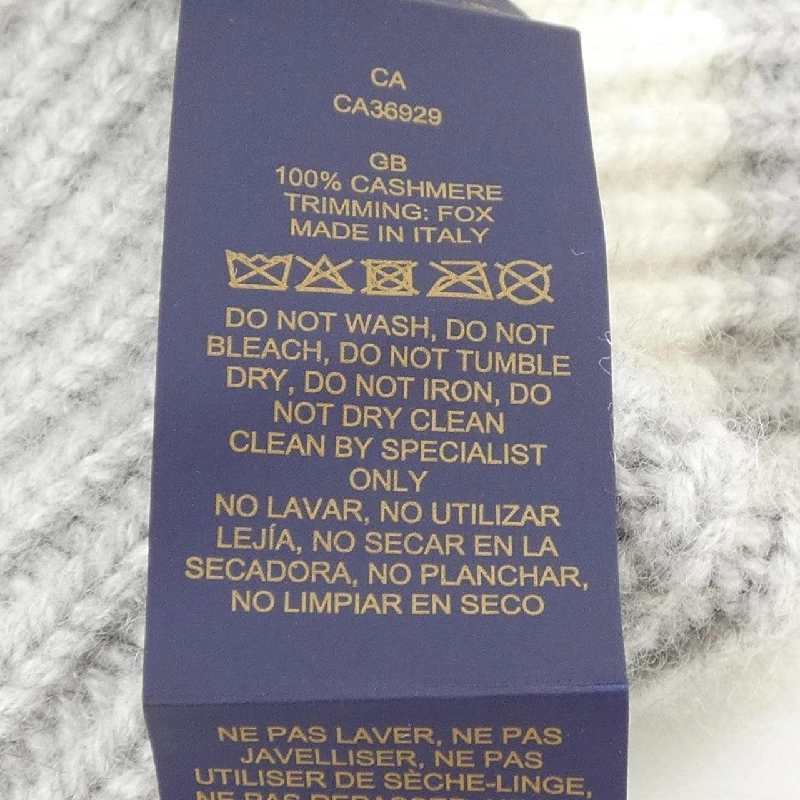 CA
CA36929
GB
100% CASHMERE
TRIMMING: FOX
MADE IN ITALY
DO NOT WASH, DO NOT
BLEACH, DO NOT TUMBLE
DRY, DO NOT IRON, DO
NOT DRY CLEAN
CLEAN BY SPECIALIST
ONLY
NO LAVAR, NO UTILIZAR
LEJÍA, NO SECAR EN LA
SECADORA, NO PLANCHAR,
NO LIMPIAR EN SECO
NE PAS LAVER, NE PAS
JAVELLISER, NE PAS
UTILISER DE SÈCHE-LINGE,
NE PAS REPASSER,